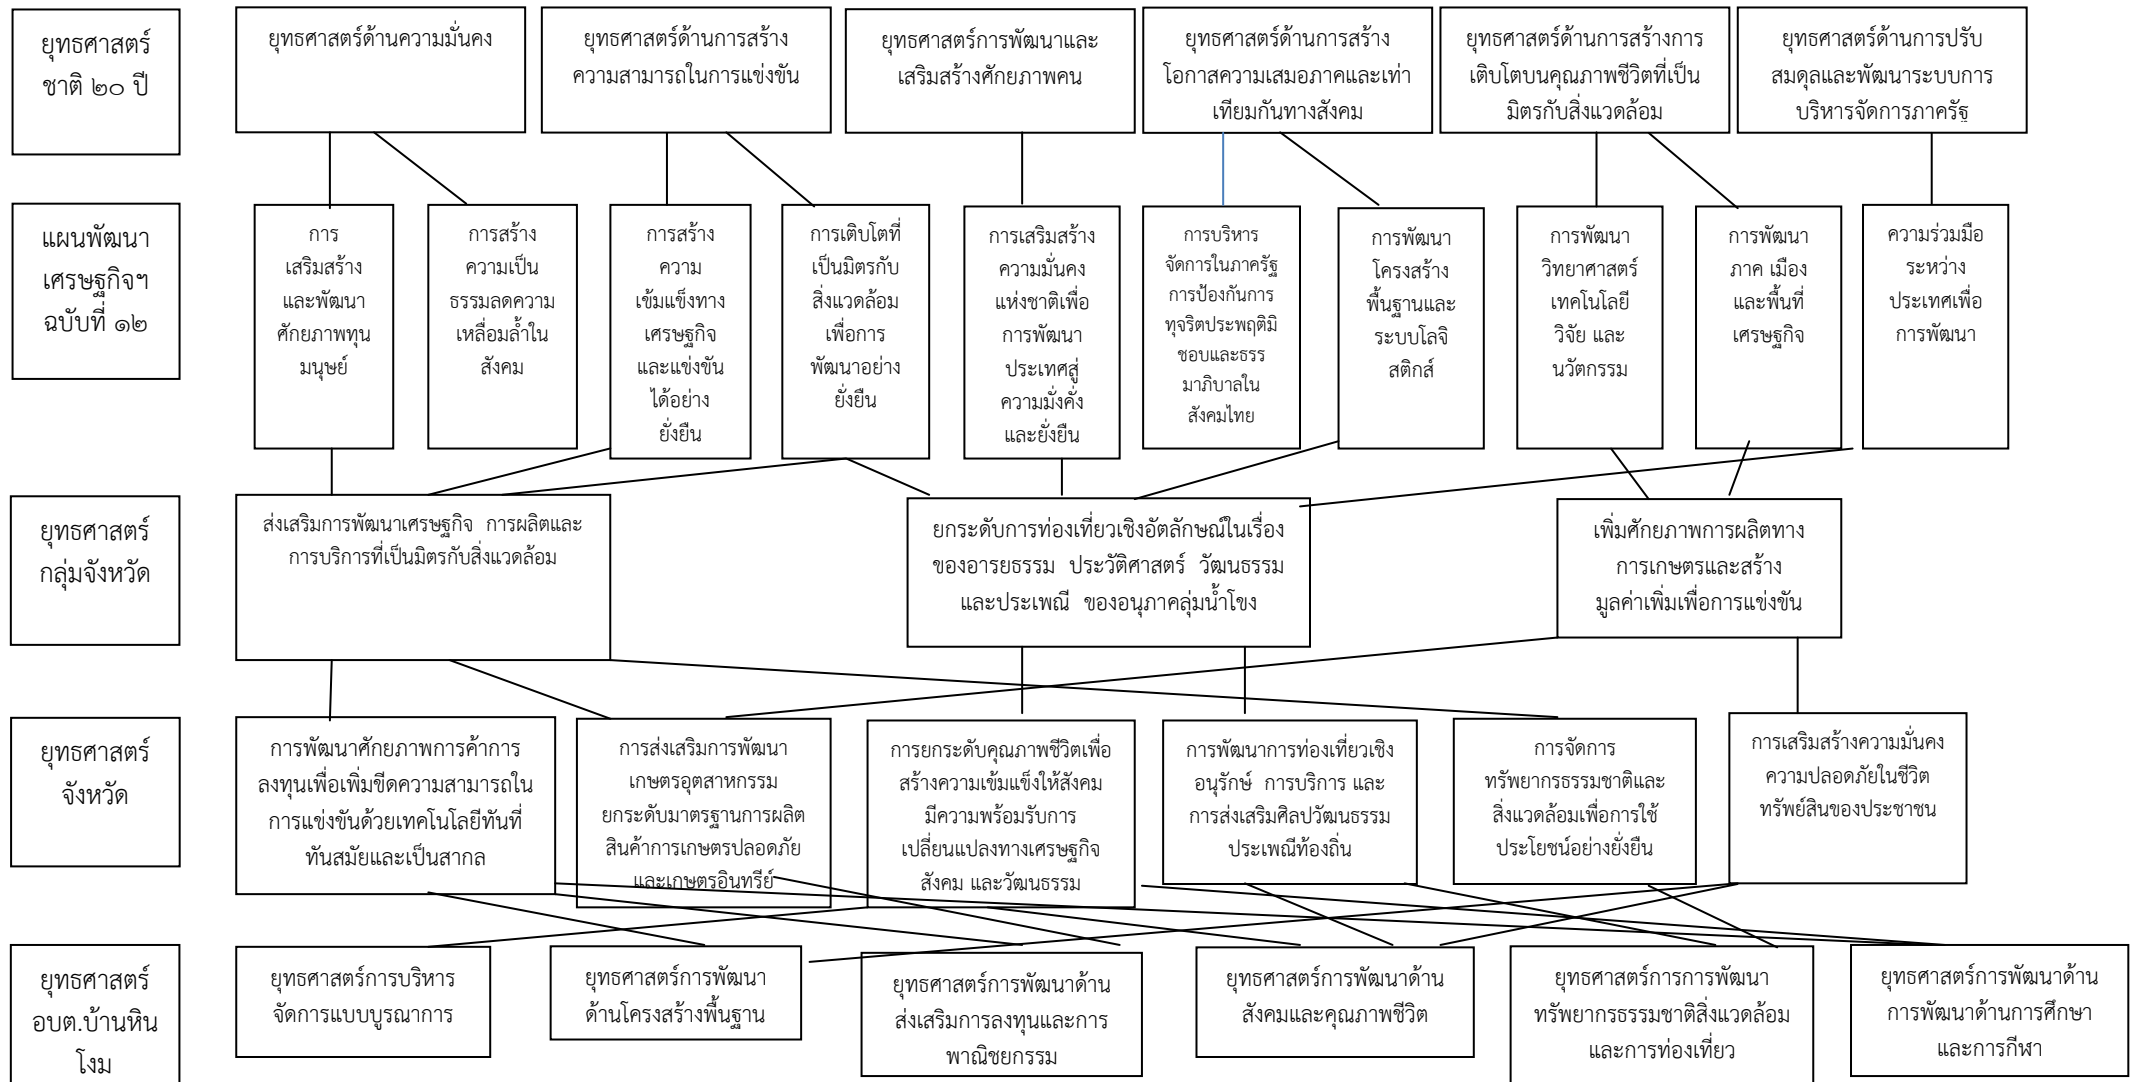 ยุทธศาสตร์
ชาติ ๒๐ ปี
ยุทธศาสตร์ด้านความมั่นคง
ยุทธศาสตร์ด้านการสร้าง
ความสามารถในการแข่งขัน
ยุทธศาสตร์การพัฒนาและ
เสริมสร้างศักยภาพคน
ยุทธศาสตร์ด้านการสร้าง
โอกาสความเสมอภาคและเท่า
เทียมกันทางสังคม
ยุทธศาสตร์ด้านการสร้างการ
เติบโตบนคุณภาพชีวิตที่เป็น
มิตรกับสิ่งแวดล้อม
ยุทธศาสตร์ด้านการปรับ
สมดุลและพัฒนาระบบการ
บริหารจัดการภาครัฐ
แผนพัฒนา
เศรษฐกิจฯ
ฉบับที่ ๑๒
การ
เสริมสร้าง
และพัฒนา
ศักยภาพทุน
มนุษย์
การสร้าง
ความเป็น
ธรรมลดความ
เหลื่อมล้ำใน
สังคม
การสร้าง
ความ
เข้มแข็งทาง
เศรษฐกิจ
และแข่งขัน
ได้อย่าง
ยั่งยืน
การเติบโตที่
เป็นมิตรกับ
สิ่งแวดล้อม
เพื่อการ
พัฒนาอย่าง
ยั่งยืน
การเสริมสร้าง
ความมั่นคง
แห่งชาติเพื่อ
การพัฒนา
ประเทศสู่
ความมั่งคั่ง
และยั่งยืน
การบริหาร
จัดการในภาครัฐ
การป้องกันการ
ทุจริตประพฤติมิ
ชอบและธรร
มาภิบาลใน
สังคมไทย
การพัฒนา
โครงสร้าง
พื้นฐานและ
ระบบโลจิ
สติกส์
การพัฒนา
วิทยาศาสตร์
เทคโนโลยี
วิจัย และ
นวัตกรรม
การพัฒนา
ภาค เมือง
และพื้นที่
เศรษฐกิจ
ความร่วมมือ
ระหว่าง
ประเทศเพื่อ
การพัฒนา
ยุทธศาสตร์
กลุ่มจังหวัด
ส่งเสริมการพัฒนาเศรษฐกิจ การผลิตและ
การบริการที่เป็นมิตรกับสิ่งแวดล้อม
ยกระดับการท่องเที่ยวเชิงอัตลักษณ์ในเรื่อง
ของอารยธรรม ประวัติศาสตร์ วัฒนธรรม
และประเพณี ของอนุภาคลุ่มน้ำโขง
เพิ่มศักยภาพการผลิตทาง
การเกษตรและสร้าง
มูลค่าเพิ่มเพื่อการแข่งขัน
ยุทธศาสตร์
จังหวัด
การพัฒนาศักยภาพการค้าการ
ลงทุนเพื่อเพิ่มขีดความสามารถใน
การแข่งขันด้วยเทคโนโลยีทันที่
ทันสมัยและเป็นสากล
การส่งเสริมการพัฒนา
เกษตรอุตสาหกรรม
ยกระดับมาตรฐานการผลิต
สินค้าการเกษตรปลอดภัย
และเกษตรอินทรีย์
การยกระดับคุณภาพชีวิตเพื่อ
สร้างความเข้มแข็งให้สังคม
มีความพร้อมรับการ
เปลี่ยนแปลงทางเศรษฐกิจ
สังคม และวัฒนธรรม
การพัฒนาการท่องเที่ยวเชิง
อนุรักษ์ การบริการ และ
การส่งเสริมศิลปวัฒนธรรม
ประเพณีท้องถิ่น
การจัดการ
ทรัพยากรธรรมชาติและ
สิ่งแวดล้อมเพื่อการใช้
ประโยชน์อย่างยั่งยืน
การเสริมสร้างความมั่นคง
ความปลอดภัยในชีวิต
ทรัพย์สินของประชาชน
ยุทธศาสตร์
อบต.บ้านหิน
โงม
ยุทธศาสตร์การบริหาร
จัดการแบบบูรณาการ
ยุทธศาสตร์การพัฒนา
ด้านโครงสร้างพื้นฐาน
ยุทธศาสตร์การพัฒนาด้าน
ส่งเสริมการลงทุนและการ
พาณิชยกรรม
ยุทธศาสตร์การพัฒนาด้าน
สังคมและคุณภาพชีวิต
ยุทธศาสตร์การการพัฒนา
ทรัพยากรธรรมชาติสิ่งแวดล้อม
และการท่องเที่ยว
ยุทธศาสตร์การพัฒนาด้าน
การพัฒนาด้านการศึกษา
และการกีฬา